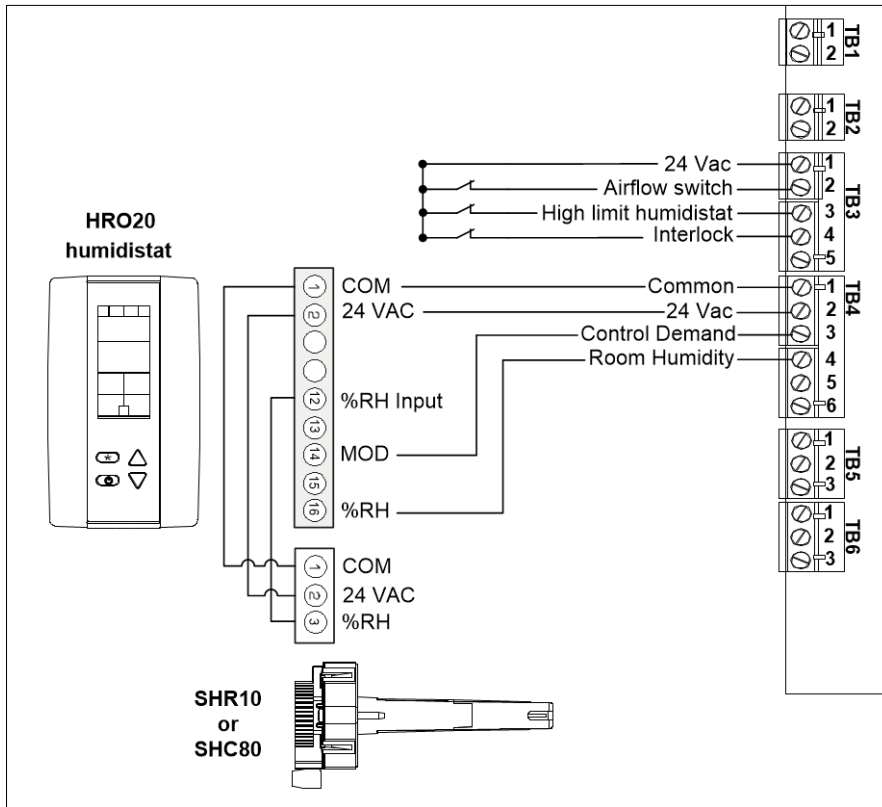 HRO20
humidistat
1
2
12
13
14
15
16
COM
24 VAC
%RH Input
MOD
%RH
1
2
3
COM
24 VAC
%RH
SHR10
or
SHC80
24 Vac
Airflow switch
High limit humidistat
Interlock
Common
24 Vac
Control Demand
Room Humidity
1
2
TB1
1
2
TB2
1
2
3
4
5
TB3
1
2
3
4
5
6
TB4
1
2
3
TB5
1
2
3
TB6